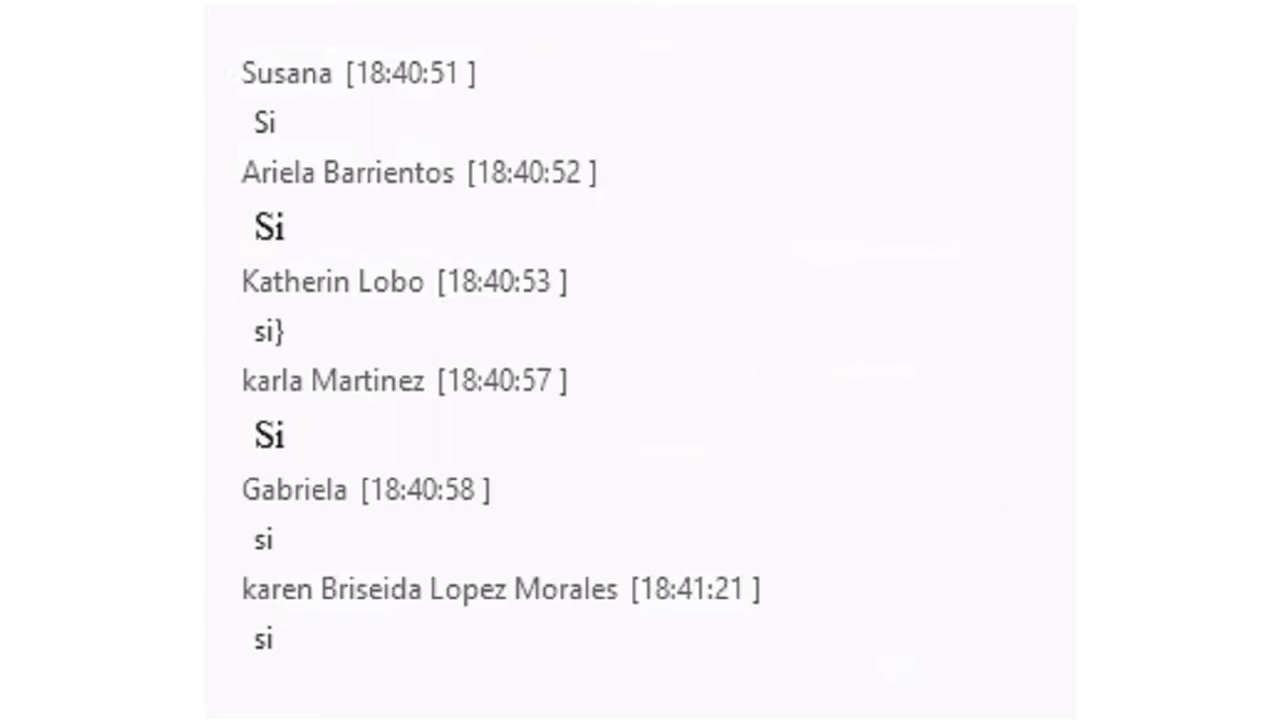 Susana [18:40:51 ]
Si
Ariela Barrientos [18:40:52 ]
Si
Katherin Lobo [18:40:53 ]
si}
karla Martinez [18:40:57 ]
Si
Gabriela [18:40:58 ]
si
karen Briseida Lopez Morales [18:41:21 ]
si